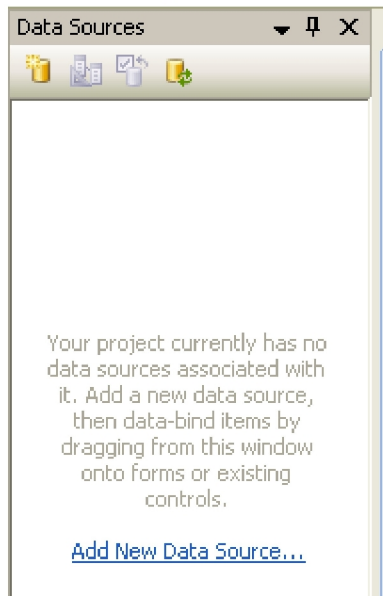 Data Sources
Your project currently has no
data sources associated with
it. Add a new data source,
then data-bind items by
dragging from this window
onto forms or existing
controls.
Add New Data Source...